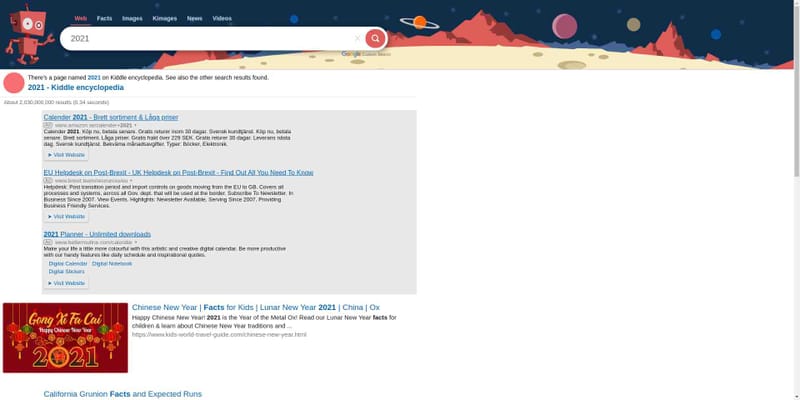 Web Facts Images Kimages News Videos
2021
There's a page named 2021 on Kiddle encyclopedia. See also the other search results found.
2021 - Kiddle encyclopedia
About 2,030,000,000 results (0.34 seconds)
Calender 2021 - Brett sortiment & Låga priser
Ad www.amazon.se/calender+2021
Calender 2021. Köp nu, betala senare. Gratis returer inom 30 dagar. Svensk kundtjänst. Köp nu, betala
senare. Brett sortiment. Låga priser. Gratis frakt över 229 SEK. Gratis returer 30 dagar. Leverans nästa
dag. Svensk kundtjänst. Bekväma månadsavgifter. Typer: Böcker, Elektronik.
➤ Visit Website
EU Helpdesk on Post-Brexit - UK Helpdesk on Post-Brexit - Find Out All You Need To Know
Helpdesk: Post transition period and import controls on goods moving from the EU to GB. Covers all
processes and systems, across all Gov. dept. that will be used at the border. Subscribe To Newsletter. In
Business Since 2007. View Events. Highlights: Newsletter Available, Serving Since 2007, Providing
Business Friendly Services.
➤ Visit Website
2021 Planner - Unlimited downloads
Make your life a little more colourful with this artistic and creative digital calendar. Be more productive
with our handy features like daily schedule and inspirational quotes.
Digital Calendar Digital Notebook
Digital Stickers
➤ Visit Website
Gong Xi Fa Cai
Happy Chinese New Year
2021
Chinese New Year | Facts for Kids | Lunar New Year 2021 | China | Ox
Happy Chinese New Year! 2021 is the Year of the Metal Ox! Read our Lunar New Year facts for
children & learn about Chinese New Year traditions and ...
https://www.kids-world-travel-guide.com/chinese-new-year.html
California Grunion Facts and Expected Runs